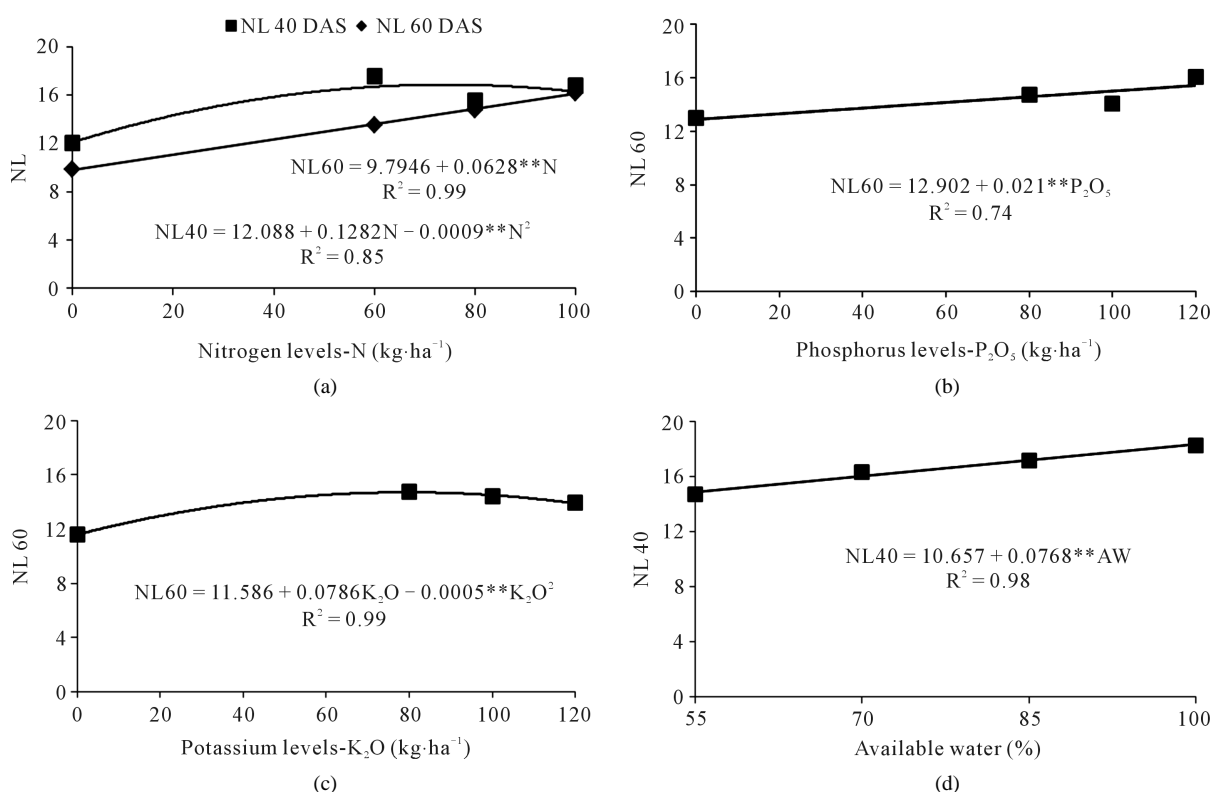 ■ NL 40 DAS ◆ NL 60 DAS
20
16
12
8
4
0
NL
NL60 = 9.7946 + 0.0628**N
R² = 0.99
NL40 = 12.088 + 0.1282N − 0.0009**N²
R² = 0.85
0 20 40 60 80 100
Nitrogen levels-N (kg·ha⁻¹)
(a)
20
16
12
8
4
0
NL 60
NL60 = 12.902 + 0.021**P₂O₅
R² = 0.74
0 20 40 60 80 100 120
Phosphorus levels-P₂O₅ (kg·ha⁻¹)
(b)
20
16
12
8
4
0
NL 60
NL60 = 11.586 + 0.0786K₂O − 0.0005**K₂O²
R² = 0.99
0 20 40 60 80 100 120
Potassium levels-K₂O (kg·ha⁻¹)
(c)
20
16
12
8
4
0
NL 40
NL40 = 10.657 + 0.0768**AW
R² = 0.98
55 70 85 100
Available water (%)
(d)